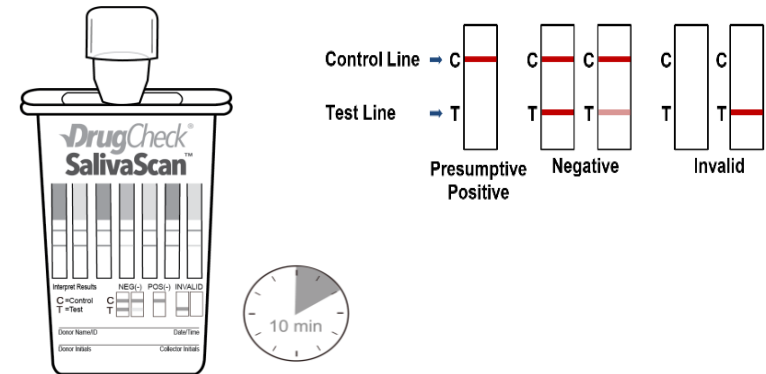 DrugCheck®
SalivaScan™
Interpret Results NEG(-) POS(-) INVALID
C =Control C
T =Test T
Donor Name/ID Date/Time
Donor Initials Collector Initials
10 min
Control Line C C C C C
Test Line T T T T T
Presumptive Positive
Negative
Invalid